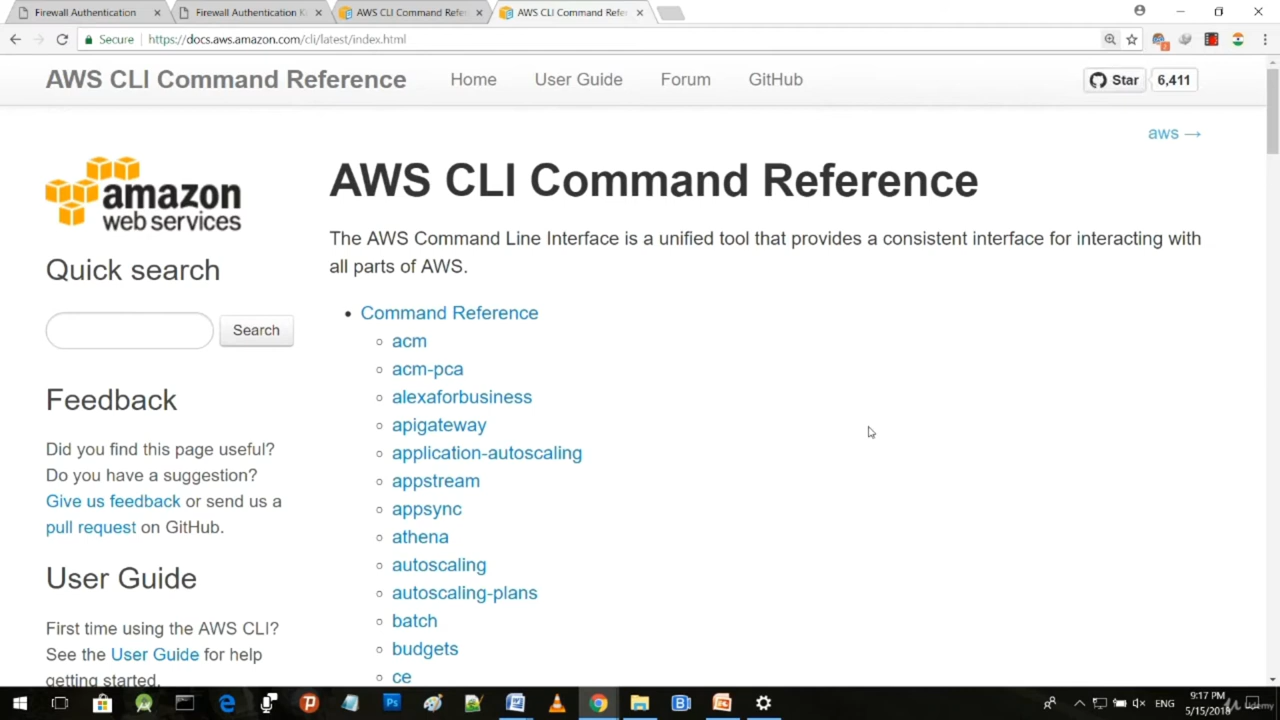 Firewall Authentication
Firewall Authentication K
AWS CLI Command Refer
AWS CLI Command Refer
Secure
https://docs.aws.amazon.com/cli/latest/index.html
AWS CLI Command Reference
Home
User Guide
Forum
GitHub
Star
6,411
aws →
amazon
web services
Quick search
Search
Feedback
Did you find this page useful?
Do you have a suggestion?
Give us feedback or send us a
pull request on GitHub.
User Guide
First time using the AWS CLI?
See the User Guide for help
getting started.
AWS CLI Command Reference
The AWS Command Line Interface is a unified tool that provides a consistent interface for interacting with
all parts of AWS.
Command Reference
acm
acm-pca
alexaforbusiness
apigateway
application-autoscaling
appstream
appsync
athena
autoscaling
autoscaling-plans
batch
budgets
ce
ENG
9:17 PM
5/15/2018
Udemy